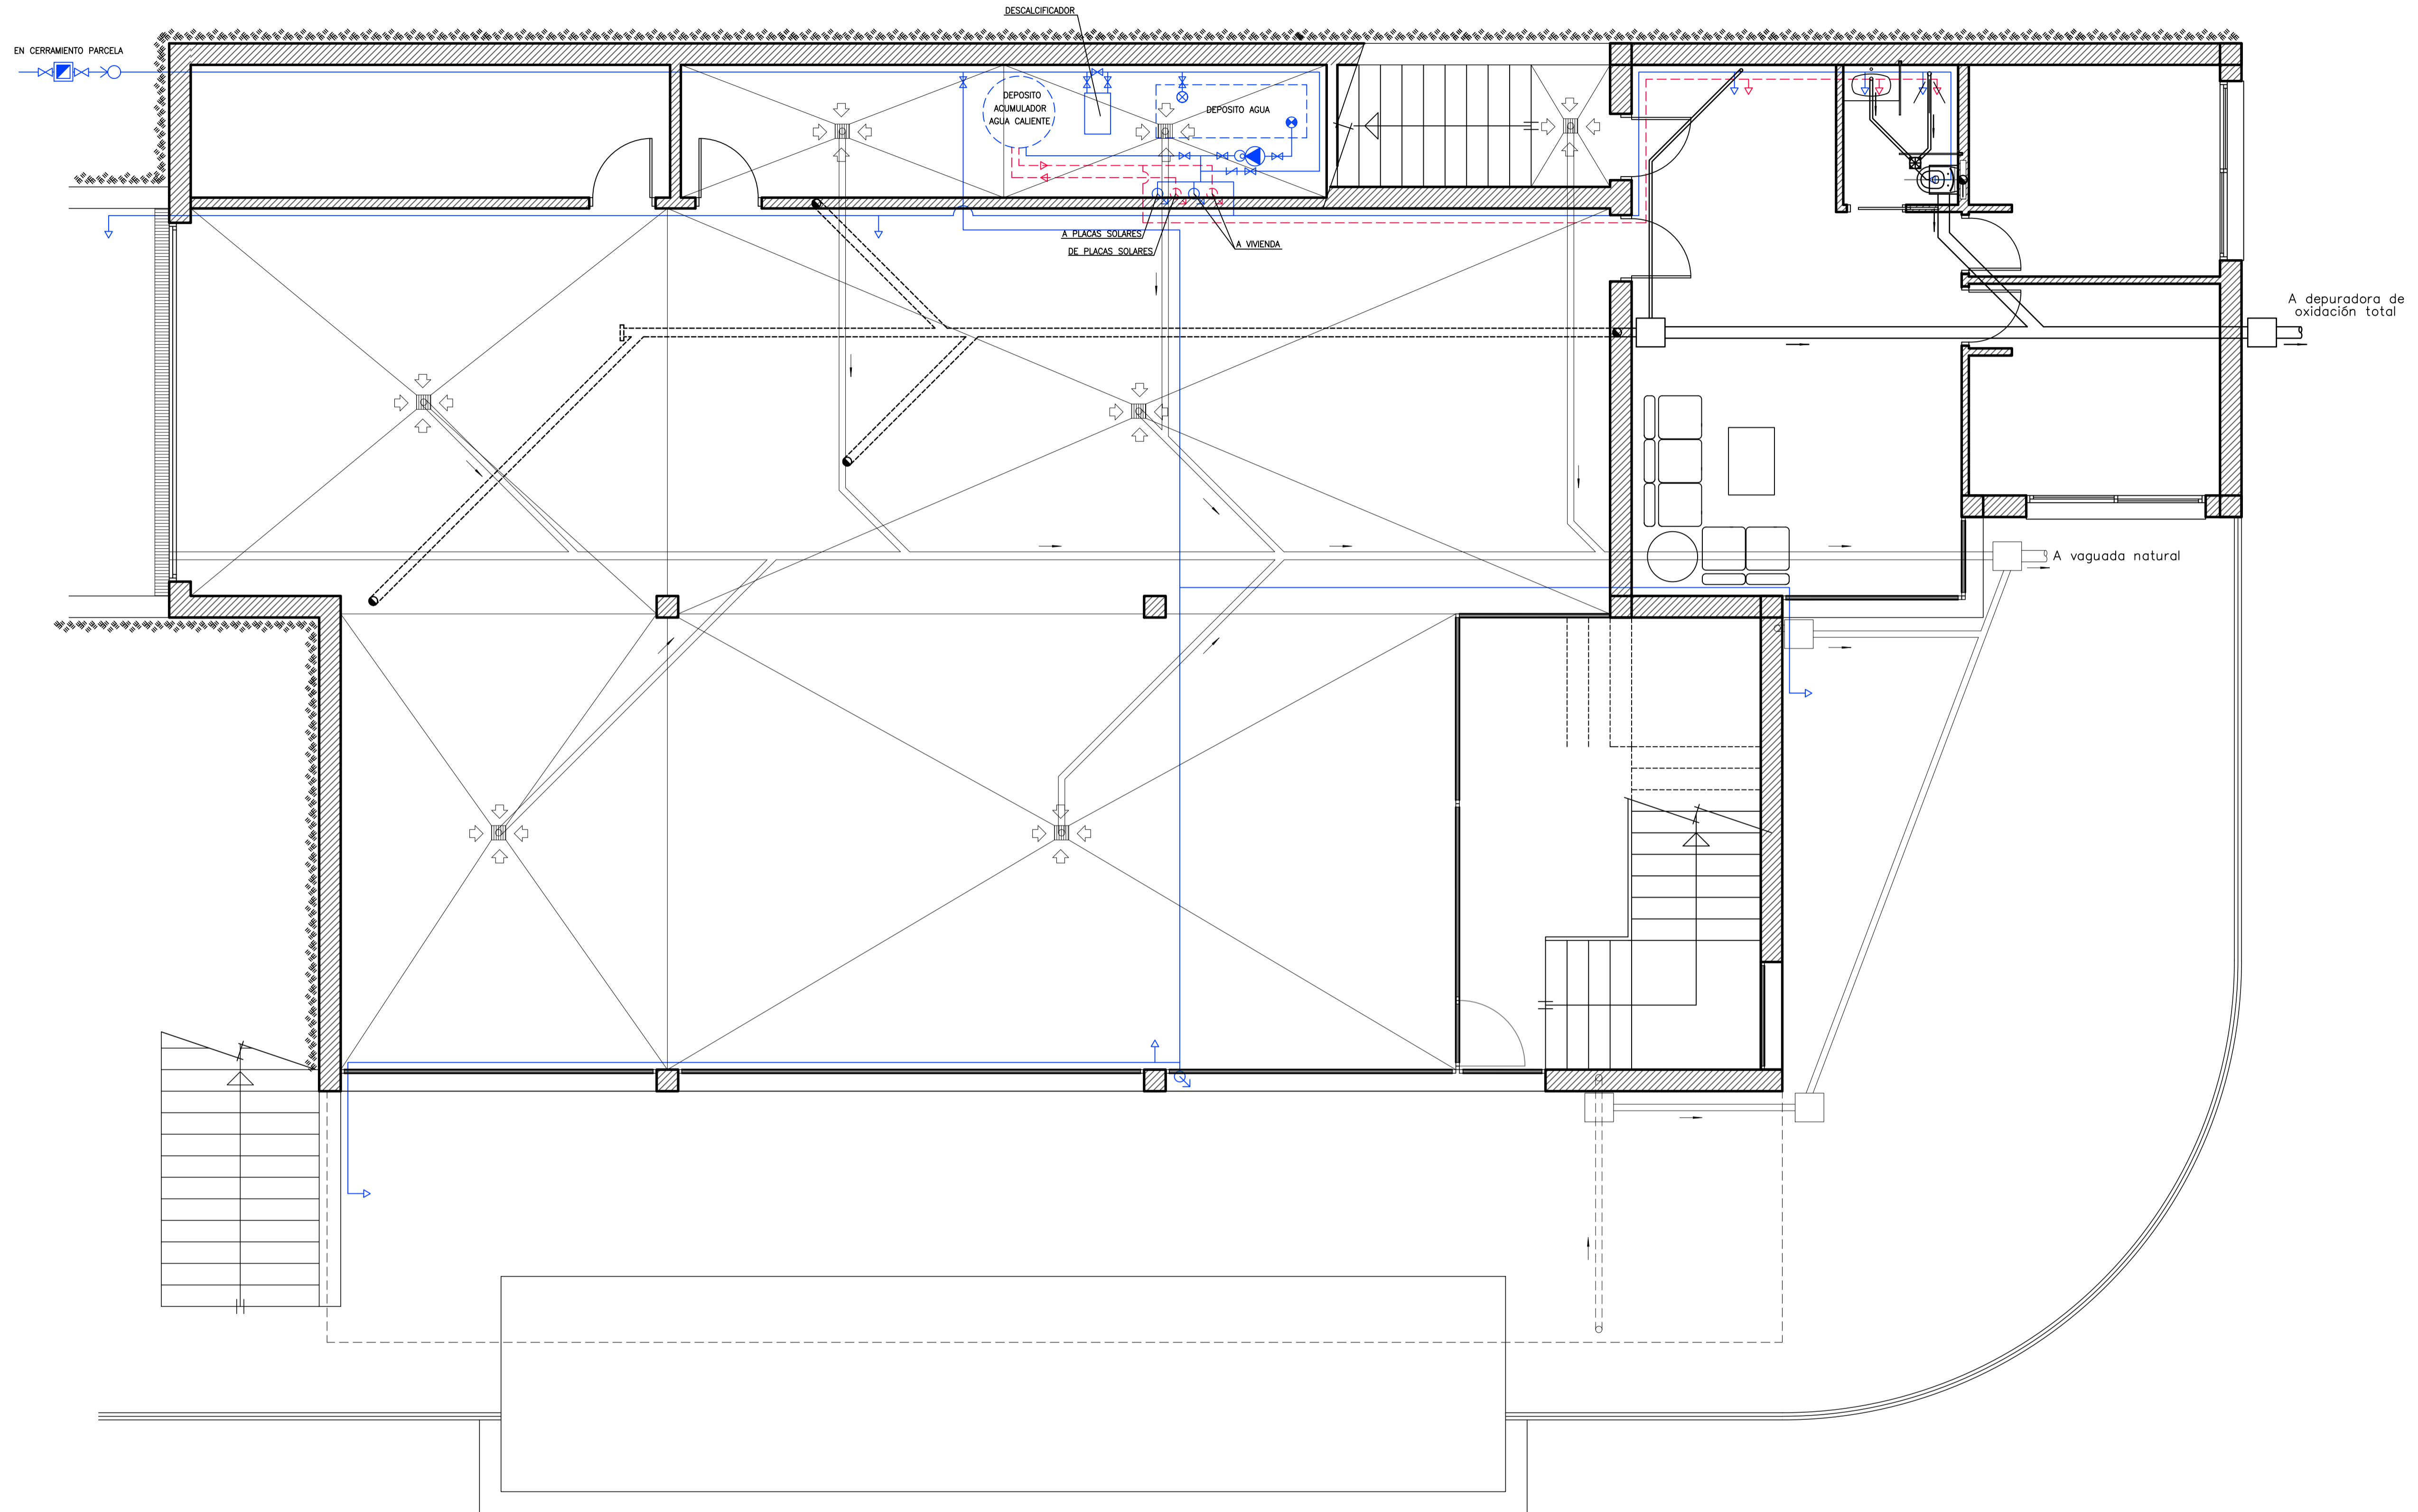 DESCALCIFICADOR
EN CERRAMIENTO PARCELA
DEPOSITO
ACUMULADOR
AGUA CALIENTE
DEPOSITO AGUA
A PLACAS SOLARES
DE PLACAS SOLARES
A VIVIENDA
A depuradora de
oxidación total
A vaguada natural